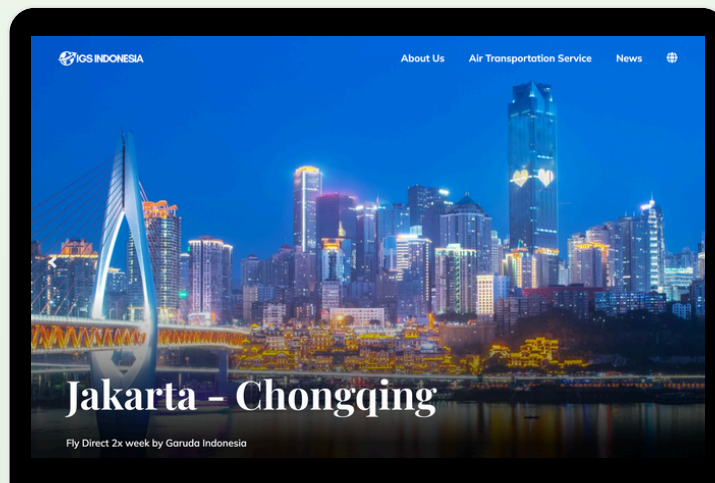 IGS INDONESIA
About Us
Air Transportation Service
News
Jakarta - Chongqing
Fly Direct 2x week by Garuda Indonesia